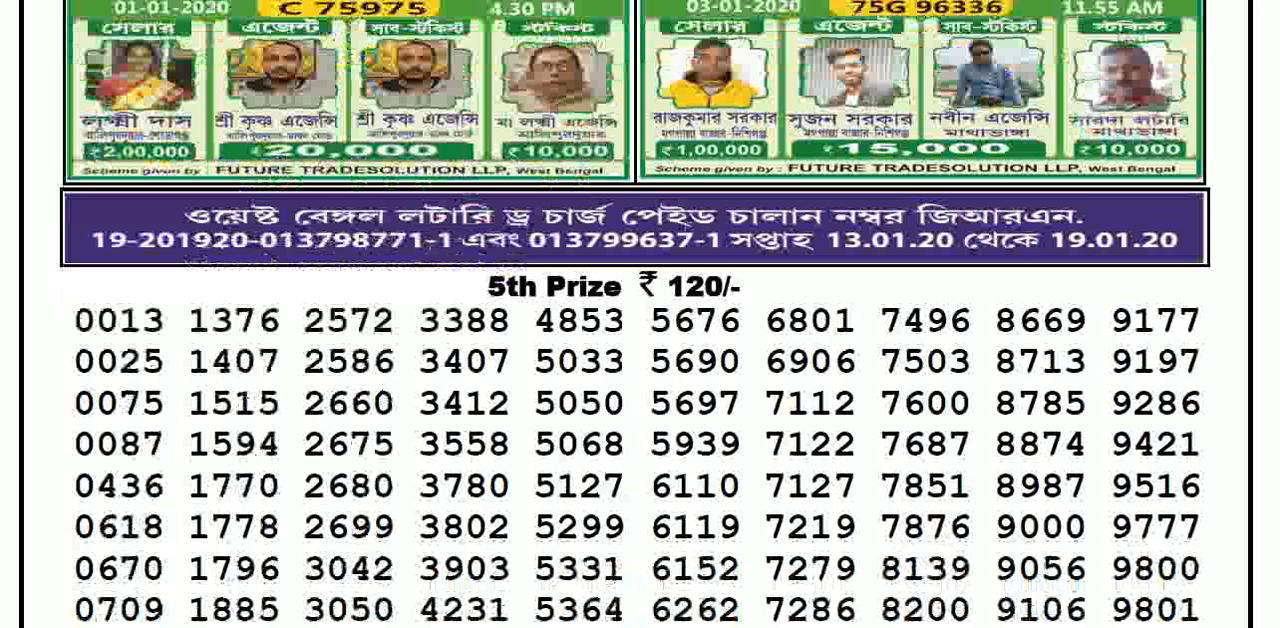 01-01-2020 C 75975 4.30 PM 03-01-2020 75G 96336 11.55 AM
সেলার এজেন্ট সাব-স্টকিস্ট স্টকিস্ট সেলার এজেন্ট সাব-স্টকিস্ট স্টকিস্ট
লক্ষ্মী দাস শ্রী কৃষ্ণ এজেন্সি শ্রী কৃষ্ণ এজেন্সি মা লক্ষ্মী এজেন্সি রাজকুমার সরকার সুজন সরকার নবীন এজেন্সি সারদা লটারি
আলিপুরদুয়ার মাথাভাঙ্গা মাথাভাঙ্গা
₹2,00,000 ₹20,000 ₹10,000 ₹1,00,000 ₹15,000 ₹10,000
Scheme given by : FUTURE TRADESOLUTION LLP, West Bengal Scheme given by : FUTURE TRADESOLUTION LLP, West Bengal
ওয়েষ্ট বেঙ্গল লটারি ড্র চার্জ পেইড চালান নম্বর জিআরএন.
19-201920-013798771-1 এবং 013799637-1 সপ্তাহ 13.01.20 থেকে 19.01.20
5th Prize ₹ 120/-
0013 1376 2572 3388 4853 5676 6801 7496 8669 9177
0025 1407 2586 3407 5033 5690 6906 7503 8713 9197
0075 1515 2660 3412 5050 5697 7112 7600 8785 9286
0087 1594 2675 3558 5068 5939 7122 7687 8874 9421
0436 1770 2680 3780 5127 6110 7127 7851 8987 9516
0618 1778 2699 3802 5299 6119 7219 7876 9000 9777
0670 1796 3042 3903 5331 6152 7279 8139 9056 9800
0709 1885 3050 4231 5364 6262 7286 8200 9106 9801